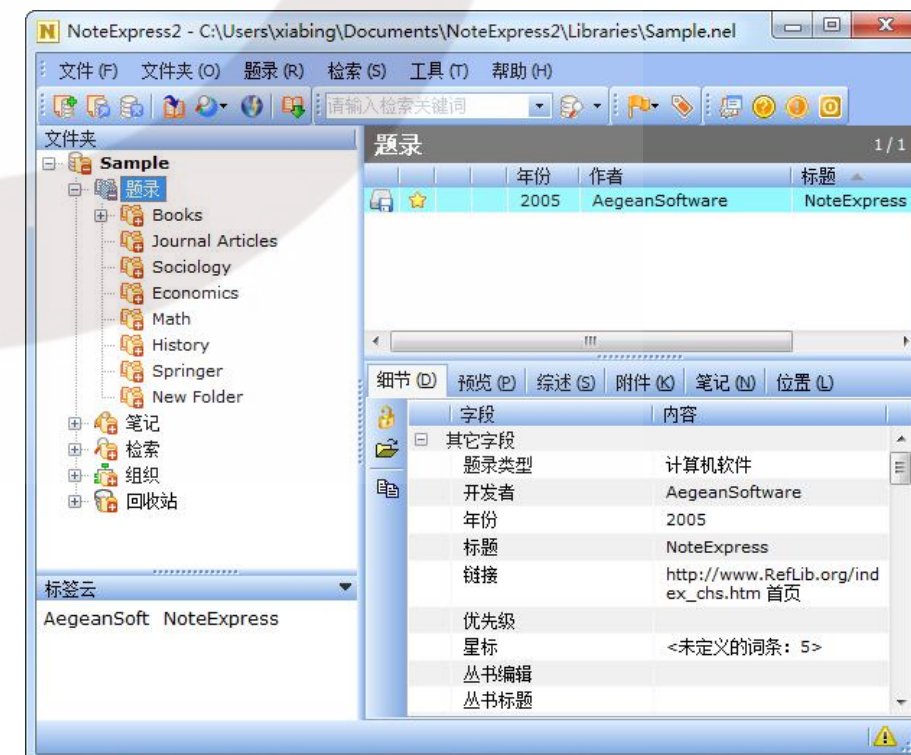 NoteExpress2 - C:\Users\xiabing\Documents\NoteExpress2\Libraries\Sample.nel
文件(F) 文件夹(O) 题录(R) 检索(S) 工具(T) 帮助(H)
请输入检索关键词
文件夹
Sample
题录
Books
Journal Articles
Sociology
Economics
Math
History
Springer
New Folder
笔记
检索
组织
回收站
标签云
AegeanSoft NoteExpress
题录 1/1
年份 作者 标题
2005 AegeanSoftware NoteExpress
细节(D) 预览(P) 综述(S) 附件(K) 笔记(N) 位置(L)
字段 内容
其它字段
题录类型 计算机软件
开发者 AegeanSoftware
年份 2005
标题 NoteExpress
链接 http://www.RefLib.org/ind
ex_chs.htm 首页
优先级
星标 <未定义的词条: 5>
丛书编辑
丛书标题